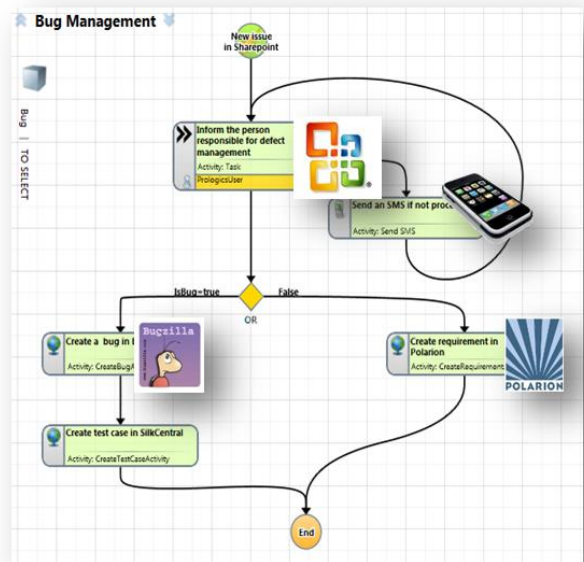 Bug Management
New issue
in Sharepoint
Bug | TO SELECT
Inform the person
responsible for defect
management
Activity: Task
PrologicsUser
Send an SMS if not
Activity: Send SMS
IsBug=true
False
OR
Create a bug in
Activity:
Bugzilla
Create requirement in
Polarion
Activity: CreateRequirement
POLARION
Create test case in SilkCentral
Activity: CreateTestCaseActivity
End